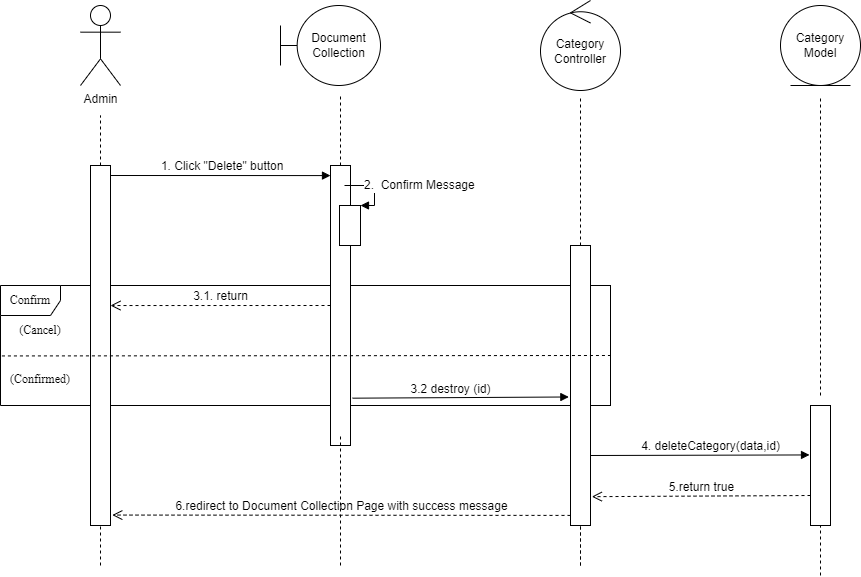 Document
Collection
Category
Controller
Category
Model
Admin
1. Click "Delete" button
2.  Confirm Message
Confirm
3.1. return
(Cancel)
(Confirmed)
3.2 destroy (id)
4. deleteCategory(data,id)
5.return true
6.redirect to Document Collection Page with success message